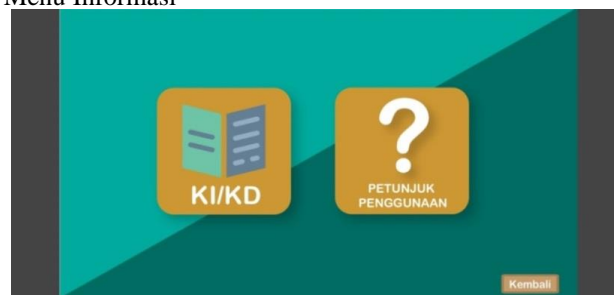 Menu Informasi
KI/KD
?
PETUNJUK
PENGGUNAAN
Kembali